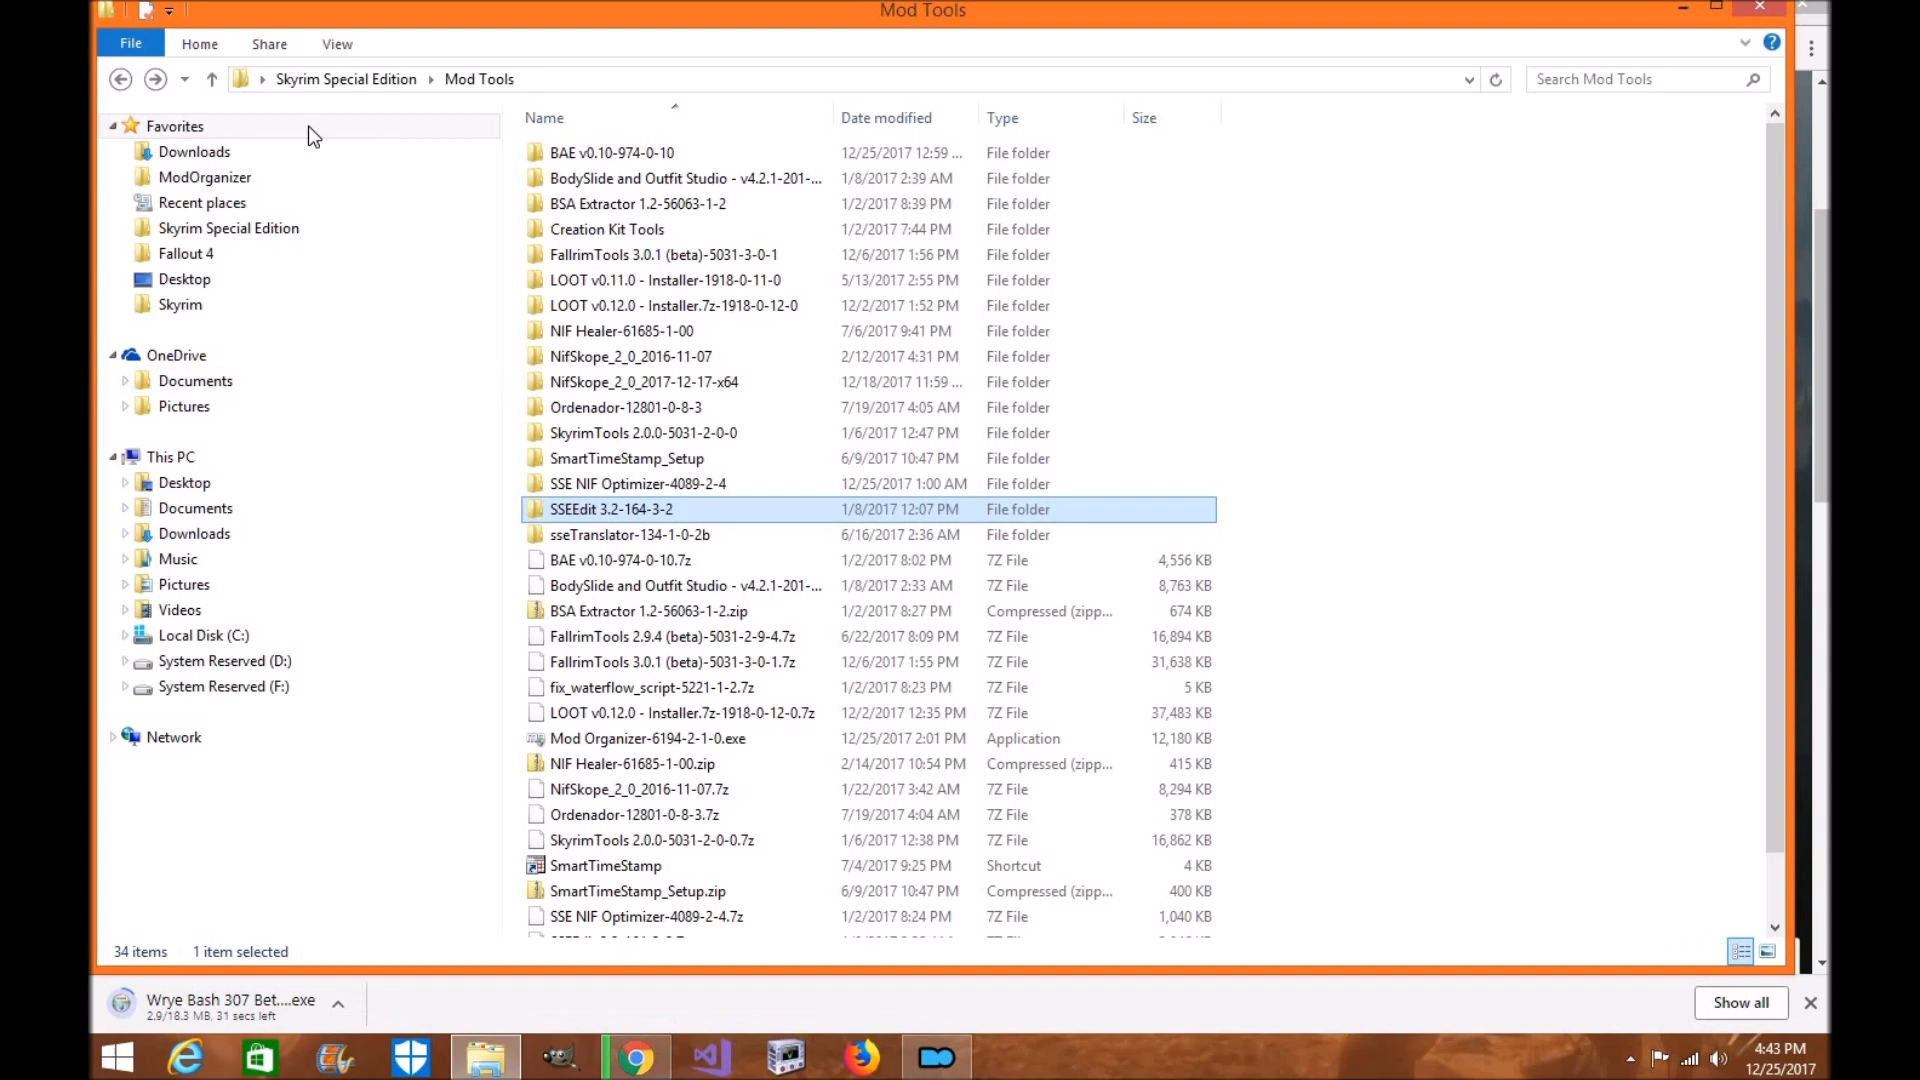 Mod Tools
File Home Share View
Skyrim Special Edition Mod Tools
Search Mod Tools
Favorites
Downloads
ModOrganizer
Recent places
Skyrim Special Edition
Fallout 4
Desktop
Skyrim
OneDrive
Documents
Pictures
This PC
Desktop
Documents
Downloads
Music
Pictures
Videos
Local Disk (C:)
System Reserved (D:)
System Reserved (F:)
Network
Name Date modified Type Size
BAE v0.10-974-0-10 12/25/2017 12:59 ... File folder
BodySlide and Outfit Studio - v4.2.1-201-... 1/8/2017 2:39 AM File folder
BSA Extractor 1.2-56063-1-2 1/2/2017 8:39 PM File folder
Creation Kit Tools 1/2/2017 7:44 PM File folder
FallrimTools 3.0.1 (beta)-5031-3-0-1 12/6/2017 1:56 PM File folder
LOOT v0.11.0 - Installer-1918-0-11-0 5/13/2017 2:55 PM File folder
LOOT v0.12.0 - Installer.7z-1918-0-12-0 12/2/2017 1:52 PM File folder
NIF Healer-61685-1-00 7/6/2017 9:41 PM File folder
NifSkope_2_0_2016-11-07 2/12/2017 4:31 PM File folder
NifSkope_2_0_2017-12-17-x64 12/18/2017 11:59 ... File folder
Ordenador-12801-0-8-3 7/19/2017 4:05 AM File folder
SkyrimTools 2.0.0-5031-2-0-0 1/6/2017 12:47 PM File folder
SmartTimeStamp_Setup 6/9/2017 10:47 PM File folder
SSE NIF Optimizer-4089-2-4 12/25/2017 1:00 AM File folder
SSEEdit 3.2-164-3-2 1/8/2017 12:07 PM File folder
sseTranslator-134-1-0-2b 6/16/2017 2:36 AM File folder
BAE v0.10-974-0-10.7z 1/2/2017 8:02 PM 7Z File 4,556 KB
BodySlide and Outfit Studio - v4.2.1-201-... 1/8/2017 2:33 AM 7Z File 8,763 KB
BSA Extractor 1.2-56063-1-2.zip 1/2/2017 8:27 PM Compressed (zipp... 674 KB
FallrimTools 2.9.4 (beta)-5031-2-9-4.7z 6/22/2017 8:09 PM 7Z File 16,894 KB
FallrimTools 3.0.1 (beta)-5031-3-0-1.7z 12/6/2017 1:55 PM 7Z File 31,638 KB
fix_waterflow_script-5221-1-2.7z 1/2/2017 8:23 PM 7Z File 5 KB
LOOT v0.12.0 - Installer.7z-1918-0-12-0.7z 12/2/2017 12:35 PM 7Z File 37,483 KB
Mod Organizer-6194-2-1-0.exe 12/25/2017 2:01 PM Application 12,180 KB
NIF Healer-61685-1-00.zip 2/14/2017 10:54 PM Compressed (zipp... 415 KB
NifSkope_2_0_2016-11-07.7z 1/22/2017 3:42 AM 7Z File 8,294 KB
Ordenador-12801-0-8-3.7z 7/19/2017 4:04 AM 7Z File 378 KB
SkyrimTools 2.0.0-5031-2-0-0.7z 1/6/2017 12:38 PM 7Z File 16,862 KB
SmartTimeStamp 7/4/2017 9:25 PM Shortcut 4 KB
SmartTimeStamp_Setup.zip 6/9/2017 10:47 PM Compressed (zipp... 400 KB
SSE NIF Optimizer-4089-2-4.7z 1/2/2017 8:24 PM 7Z File 1,040 KB
34 items 1 item selected
Wrye Bash 307 Bet....exe
2.9/18.3 MB, 31 secs left
Show all
4:43 PM
12/25/2017